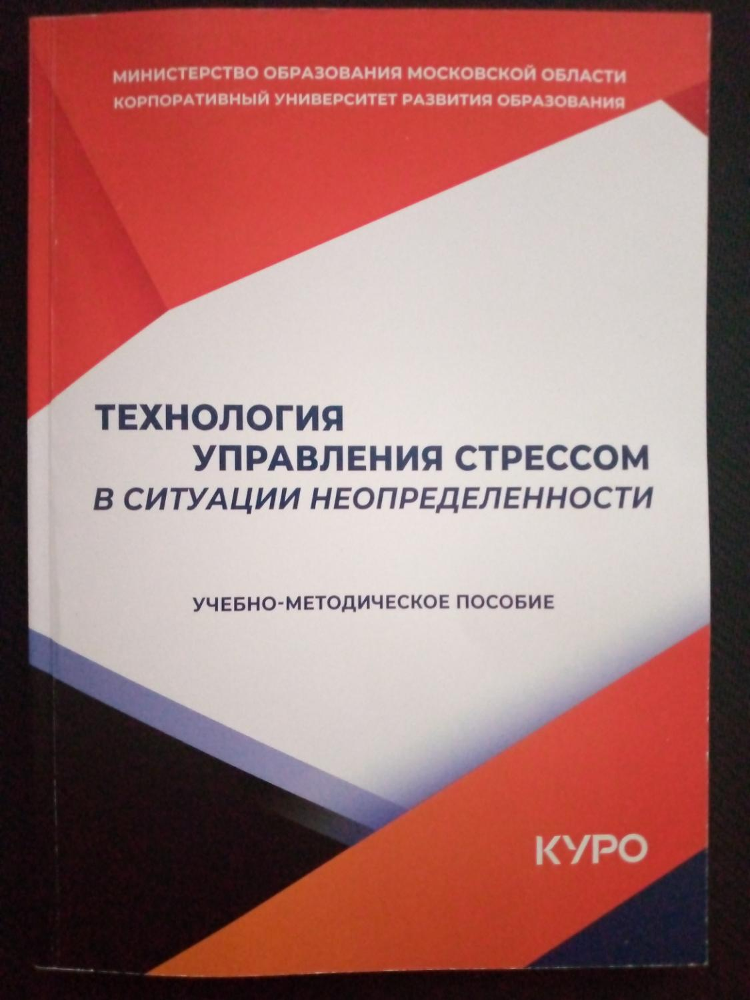 МИНИСТЕРСТВО ОБРАЗОВАНИЯ МОСКОВСКОЙ ОБЛАСТИ
КОРПОРАТИВНЫЙ УНИВЕРСИТЕТ РАЗВИТИЯ ОБРАЗОВАНИЯ
ТЕХНОЛОГИЯ
УПРАВЛЕНИЯ СТРЕССОМ
В СИТУАЦИИ НЕОПРЕДЕЛЕННОСТИ
УЧЕБНО-МЕТОДИЧЕСКОЕ ПОСОБИЕ
КУРО